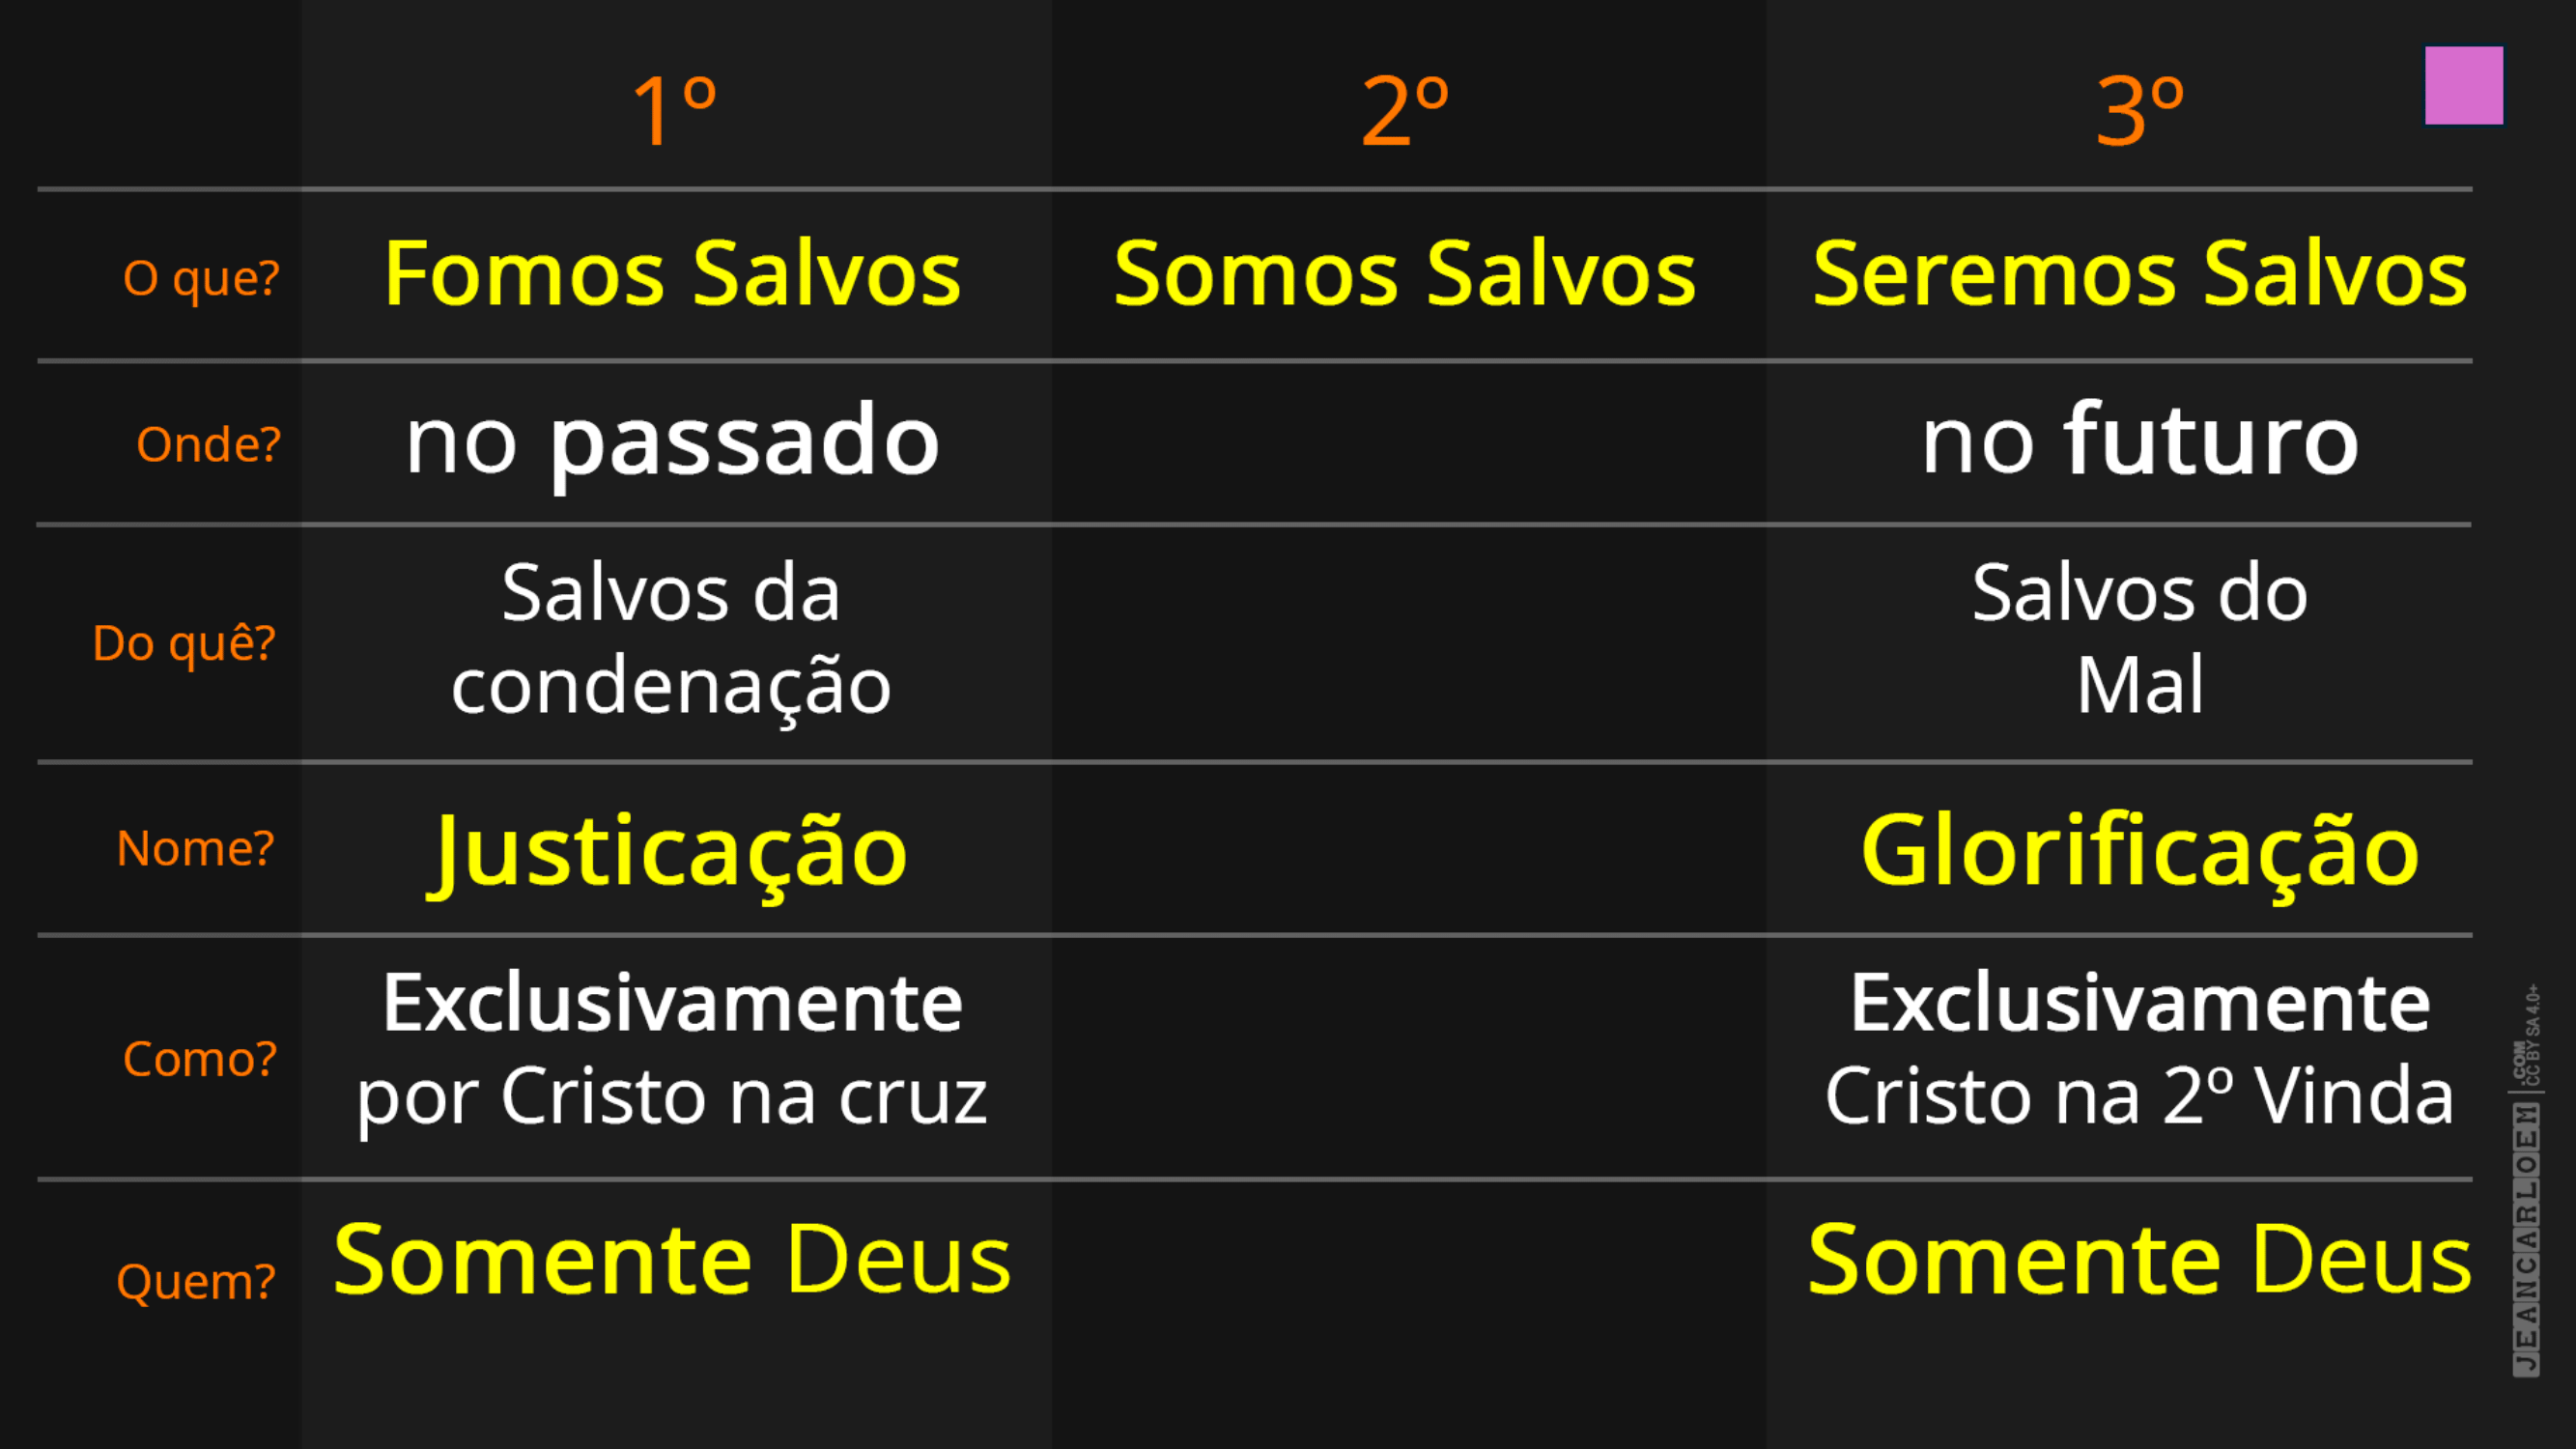 1º 2º 3º
O que? Fomos Salvos Somos Salvos Seremos Salvos
Onde? no passado no futuro
Do quê? Salvos da condenação Salvos do Mal
Nome? Justicação Glorificação
Como? Exclusivamente por Cristo na cruz Exclusivamente Cristo na 2º Vinda
Quem? Somente Deus Somente Deus
JEANCARLOEM .COM
CC BY SA 4.0+